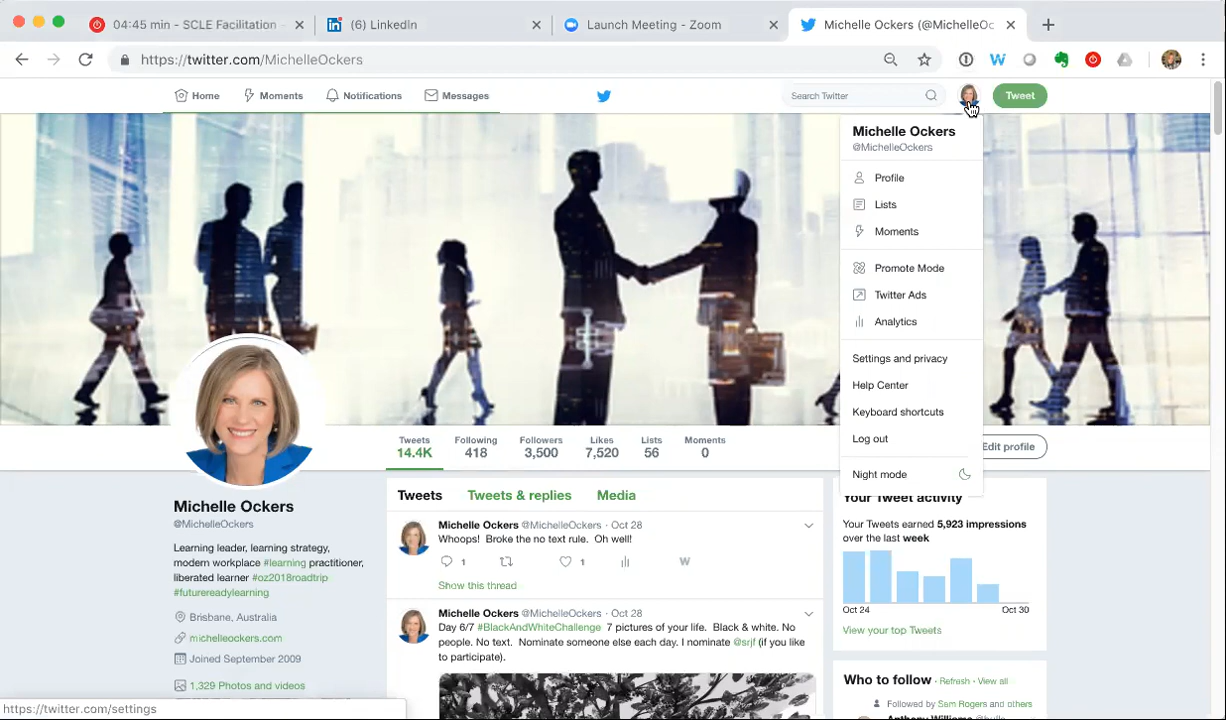 04:45 min - SCLE Facilitation
(6) LinkedIn
Launch Meeting - Zoom
Michelle Ockers (@MichelleOc
https://twitter.com/MichelleOckers
Home
Moments
Notifications
Messages
Search Twitter
Tweet
Michelle Ockers
@MichelleOckers
Profile
Lists
Moments
Promote Mode
Twitter Ads
Analytics
Settings and privacy
Help Center
Keyboard shortcuts
Log out
Night mode
Tweets
14.4K
Following
418
Followers
3,500
Likes
7,520
Lists
56
Moments
0
Edit profile
Michelle Ockers
@MichelleOckers
Learning leader, learning strategy,
modern workplace #learning practitioner,
liberated learner #oz2018roadtrip
#futurereadylearning
Brisbane, Australia
michelleockers.com
Joined September 2009
1,329 Photos and videos
Tweets
Tweets & replies
Media
Michelle Ockers @MichelleOckers · Oct 28
Whoops! Broke the no text rule. Oh well!
1
1
Show this thread
Michelle Ockers @MichelleOckers · Oct 28
Day 6/7 #BlackAndWhiteChallenge 7 pictures of your life. Black & white. No
people. No text. Nominate someone else each day. I nominate @srjf (if you like
to participate).
Your Tweet activity
Your Tweets earned 5,923 impressions
over the last week
Oct 24
Oct 30
View your top Tweets
Who to follow · Refresh · View all
Followed by Sam Rogers and others
https://twitter.com/settings